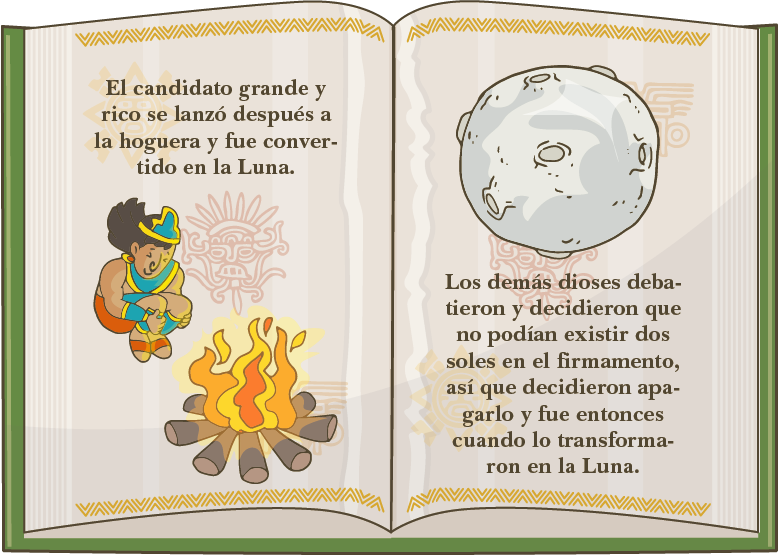 El candidato grande y
rico se lanzó después a
la hoguera y fue conver-
tido en la Luna.
Los demás dioses deba-
tieron y decidieron que
no podían existir dos
soles en el firmamento,
así que decidieron apa-
garlo y fue entonces
cuando lo transforma-
ron en la Luna.